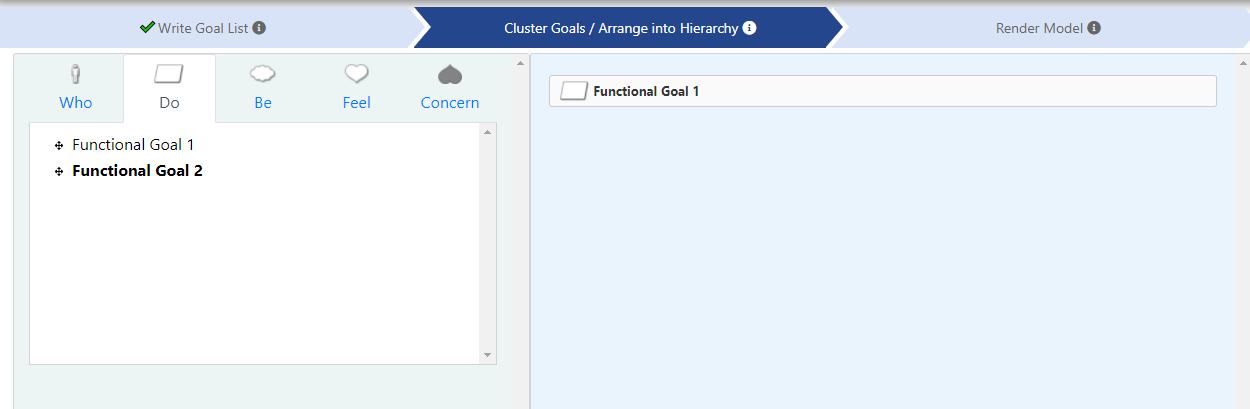 Write Goal List
Cluster Goals / Arrange into Hierarchy
Render Model
Who
Do
Be
Feel
Concern
Functional Goal 1
Functional Goal 2
Functional Goal 1